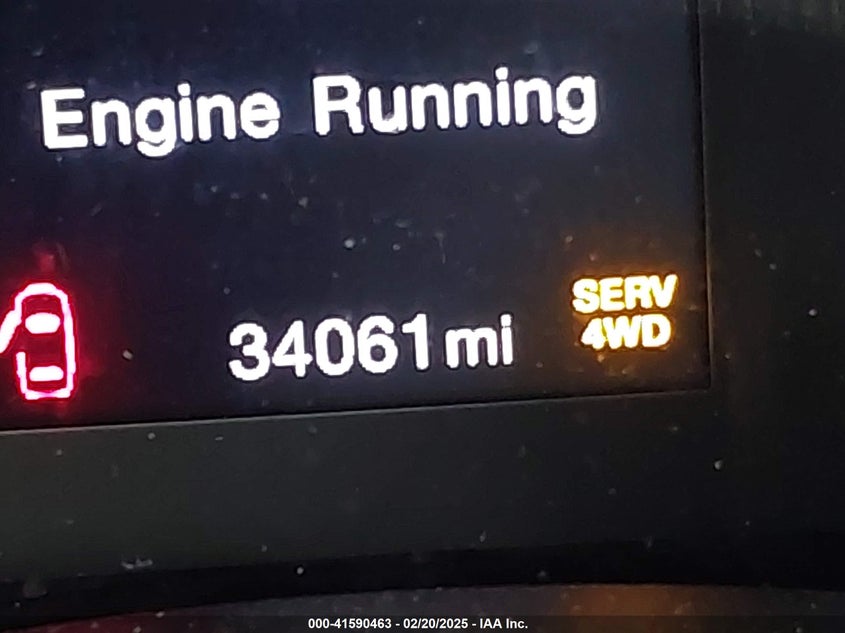 Engine Running
34061 mi
SERV
4WD
000-41590463 - 02/20/2025 - IAA Inc.